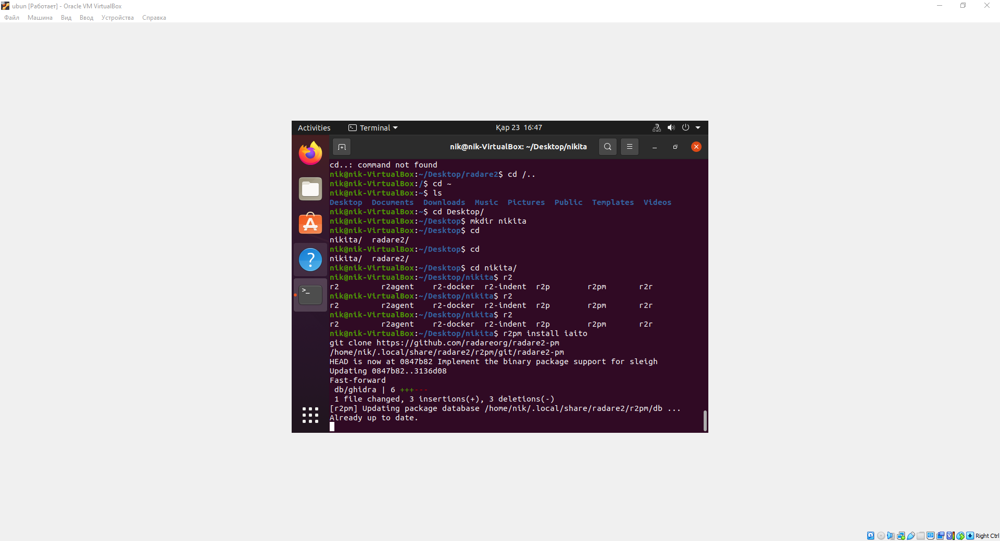 ubun [Работает] - Oracle VM VirtualBox
Файл Машина Вид Ввод Устройства Справка
Activities Terminal Қар 23 16:47
nik@nik-VirtualBox: ~/Desktop/nikita
cd..: command not found
nik@nik-VirtualBox:~/Desktop/radare2$ cd /..
nik@nik-VirtualBox:/$ cd ~
nik@nik-VirtualBox:~$ ls
Desktop Documents Downloads Music Pictures Public Templates Videos
nik@nik-VirtualBox:~$ cd Desktop/
nik@nik-VirtualBox:~/Desktop$ mkdir nikita
nik@nik-VirtualBox:~/Desktop$ cd
nikita/ radare2/
nik@nik-VirtualBox:~/Desktop$ cd
nikita/ radare2/
nik@nik-VirtualBox:~/Desktop$ cd nikita/
nik@nik-VirtualBox:~/Desktop/nikita$ r2
r2 r2agent r2-docker r2-indent r2p r2pm r2r
nik@nik-VirtualBox:~/Desktop/nikita$ r2
r2 r2agent r2-docker r2-indent r2p r2pm r2r
nik@nik-VirtualBox:~/Desktop/nikita$ r2
r2 r2agent r2-docker r2-indent r2p r2pm r2r
nik@nik-VirtualBox:~/Desktop/nikita$ r2pm install iaito
git clone https://github.com/radareorg/radare2-pm
/home/nik/.local/share/radare2/r2pm/git/radare2-pm
HEAD is now at 0847b82 Implement the binary package support for sleigh
Updating 0847b82..3136d08
Fast-forward
db/ghidra | 6 +++---
1 file changed, 3 insertions(+), 3 deletions(-)
[r2pm] Updating package database /home/nik/.local/share/radare2/r2pm/db ...
Already up to date.
Right Ctrl